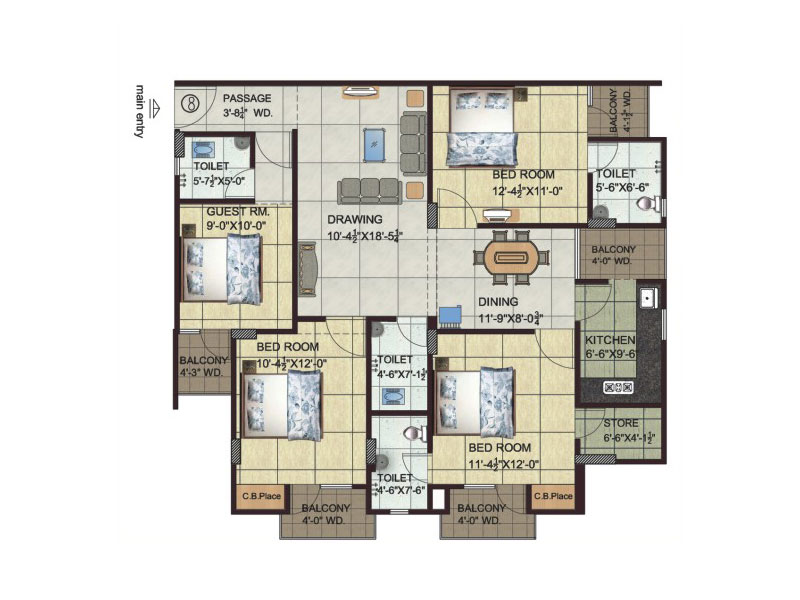 main entry
8
PASSAGE
3'-8¼" WD.
TOILET
5'-7½"X5'-0"
GUEST RM.
9'-0"X10'-0"
BALCONY
4'-3" WD.
DRAWING
10'-4½"X18'-5¼"
BED ROOM
12'-4½"X11'-0"
BALCONY
4'-1½"
TOILET
5'-6"X6'-6"
BALCONY
4'-0" WD.
DINING
11'-9"X8'-0¾"
KITCHEN
6'-6"X9'-6"
STORE
6'-6"X4'-1½"
BED ROOM
10'-4½"X12'-0"
TOILET
4'-6"X7'-1½"
TOILET
4'-6"X7'-6"
BED ROOM
11'-4½"X12'-0"
C.B.Place
C.B.Place
BALCONY
4'-0" WD.
BALCONY
4'-0" WD.